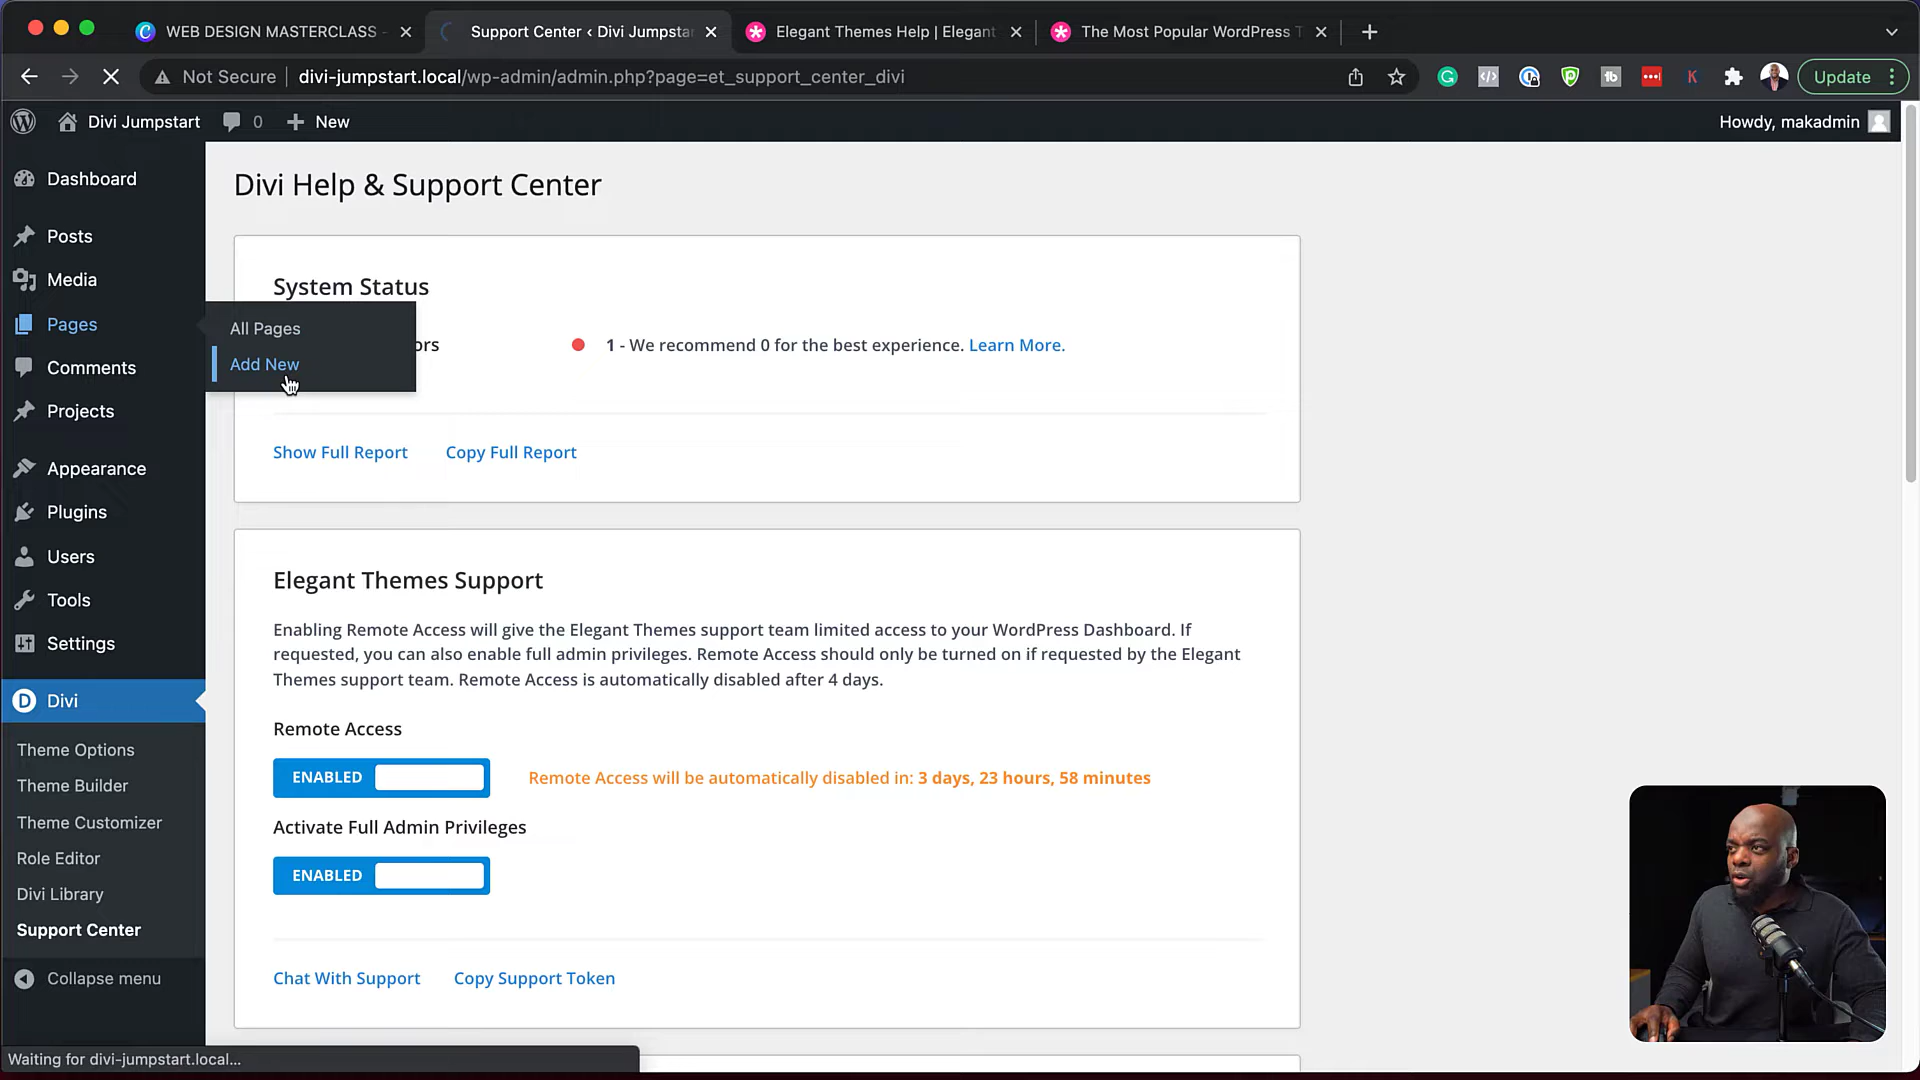 WEB DESIGN MASTERCLASS -
Support Center ‹ Divi Jumpstar
Elegant Themes Help | Elegant
The Most Popular WordPress T
Not Secure
divi-jumpstart.local/wp-admin/admin.php?page=et_support_center_divi
Update
Divi Jumpstart
0
New
Howdy, makadmin
Dashboard
Posts
Media
Pages
Comments
Projects
Appearance
Plugins
Users
Tools
Settings
Divi
Theme Options
Theme Builder
Theme Customizer
Role Editor
Divi Library
Support Center
Collapse menu
All Pages
Add New
Divi Help & Support Center
System Status
ors
1 - We recommend 0 for the best experience. Learn More.
Show Full Report
Copy Full Report
Elegant Themes Support
Enabling Remote Access will give the Elegant Themes support team limited access to your WordPress Dashboard. If
requested, you can also enable full admin privileges. Remote Access should only be turned on if requested by the Elegant
Themes support team. Remote Access is automatically disabled after 4 days.
Remote Access
ENABLED
Remote Access will be automatically disabled in: 3 days, 23 hours, 58 minutes
Activate Full Admin Privileges
ENABLED
Chat With Support
Copy Support Token
Waiting for divi-jumpstart.local...